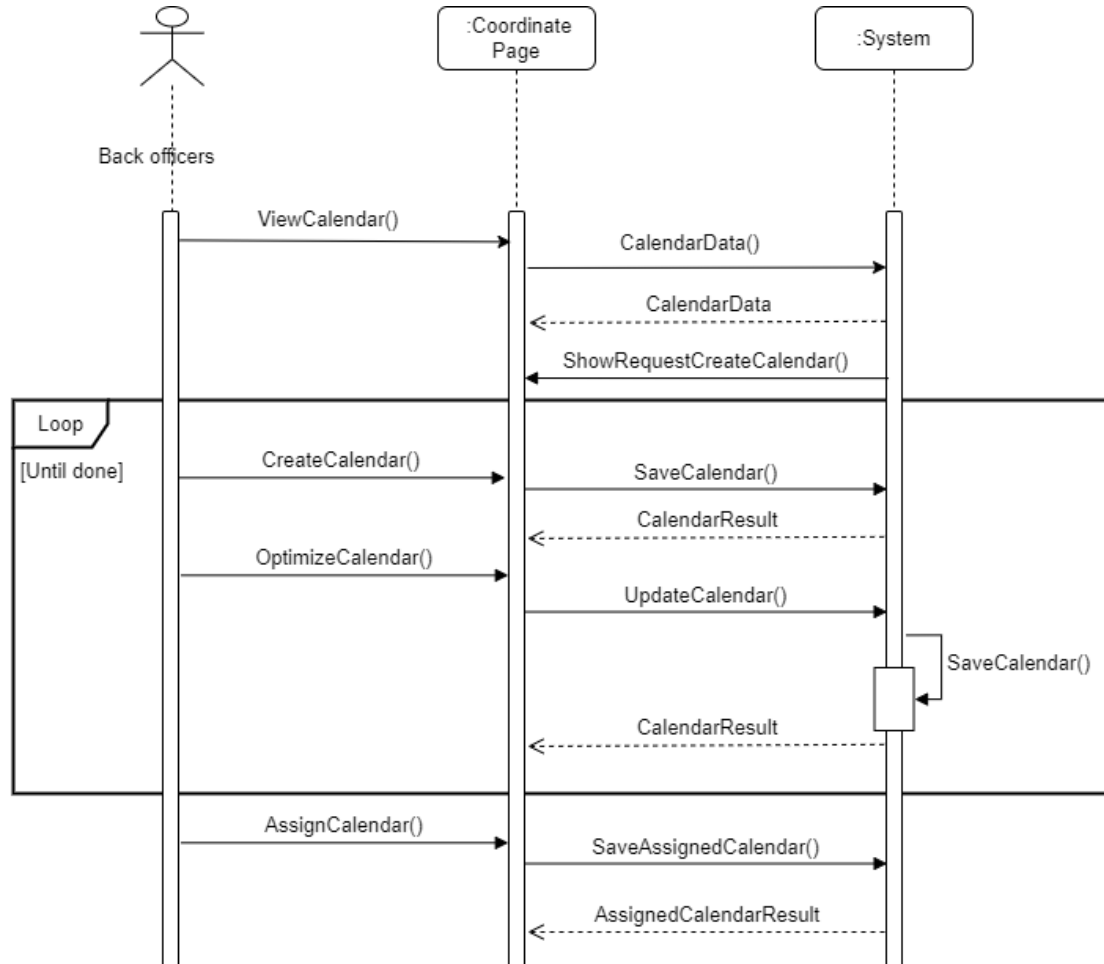 :Coordinate
Page
:System
Back officers
ViewCalendar()
CalendarData()
CalendarData
ShowRequestCreateCalendar()
Loop
[Until done]
CreateCalendar()
SaveCalendar()
CalendarResult
OptimizeCalendar()
UpdateCalendar()
SaveCalendar()
CalendarResult
AssignCalendar()
SaveAssignedCalendar()
AssignedCalendarResult